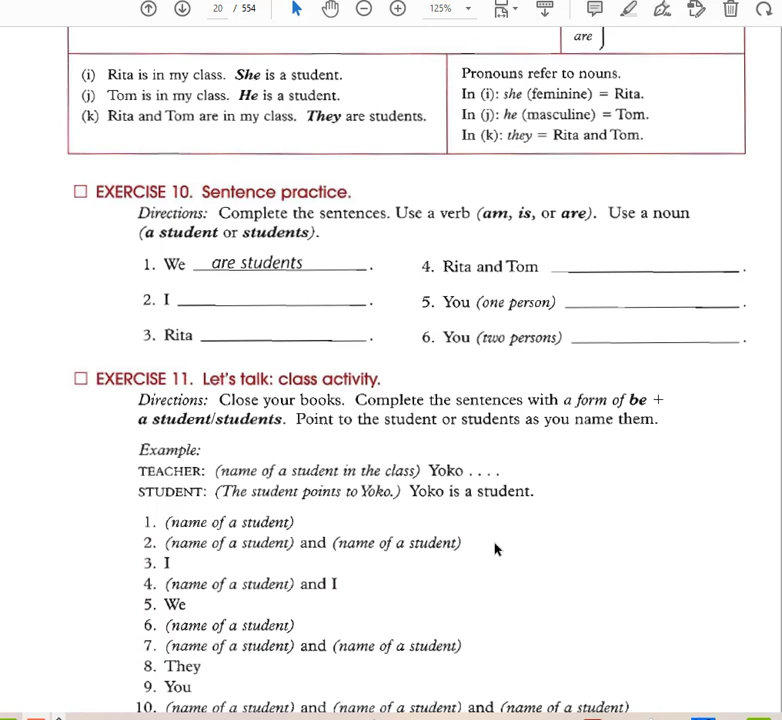 20 / 554
125%
are
(i) Rita is in my class. She is a student.
(j) Tom is in my class. He is a student.
(k) Rita and Tom are in my class. They are students.
Pronouns refer to nouns.
In (i): she (feminine) = Rita.
In (j): he (masculine) = Tom.
In (k): they = Rita and Tom.
EXERCISE 10. Sentence practice.
Directions: Complete the sentences. Use a verb (am, is, or are). Use a noun
(a student or students).
1. We are students.
2. I ____________.
3. Rita ____________.
4. Rita and Tom ____________.
5. You (one person) ____________.
6. You (two persons) ____________.
EXERCISE 11. Let's talk: class activity.
Directions: Close your books. Complete the sentences with a form of be +
a student/students. Point to the student or students as you name them.
Example:
TEACHER: (name of a student in the class) Yoko . . . .
STUDENT: (The student points to Yoko.) Yoko is a student.
1. (name of a student)
2. (name of a student) and (name of a student)
3. I
4. (name of a student) and I
5. We
6. (name of a student)
7. (name of a student) and (name of a student)
8. They
9. You
10. (name of a student) and (name of a student) and (name of a student)